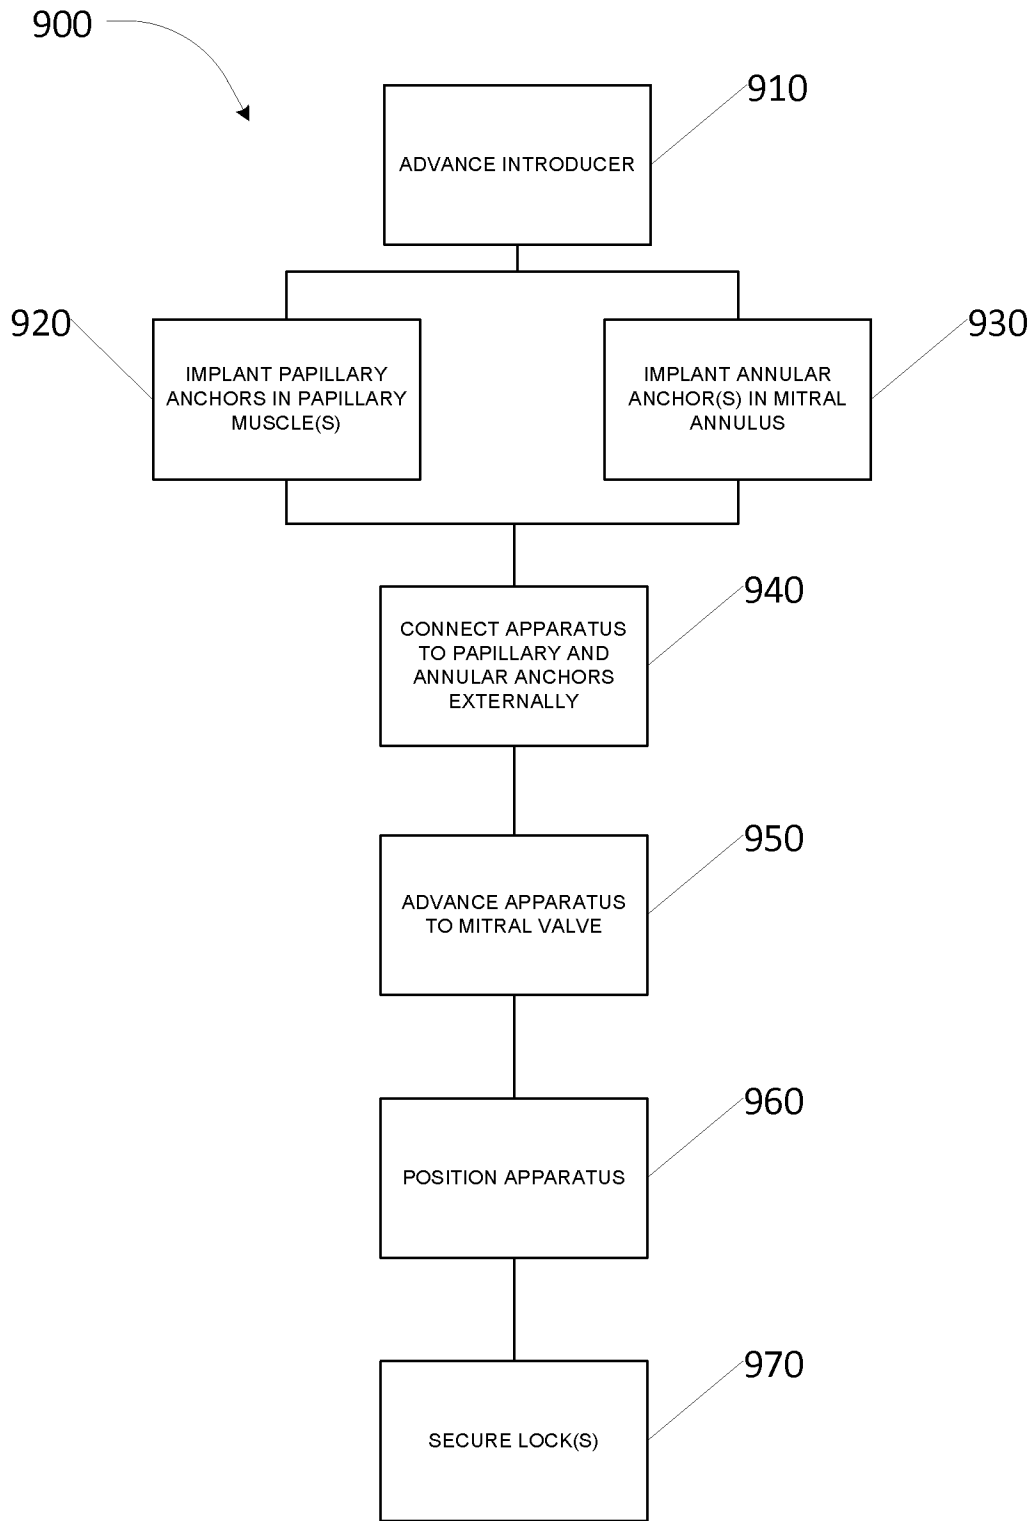 900
910
ADVANCE INTRODUCER
920
930
IMPLANT PAPILLARY
ANCHORS IN PAPILLARY
MUSCLE(S)
IMPLANT ANNULAR
ANCHOR(S) IN MITRAL
ANNULUS
940
CONNECT APPARATUS
TO PAPILLARY AND
ANNULAR ANCHORS
EXTERNALLY
950
ADVANCE APPARATUS
TO MITRAL VALVE
960
POSITION APPARATUS
970
SECURE LOCK(S)